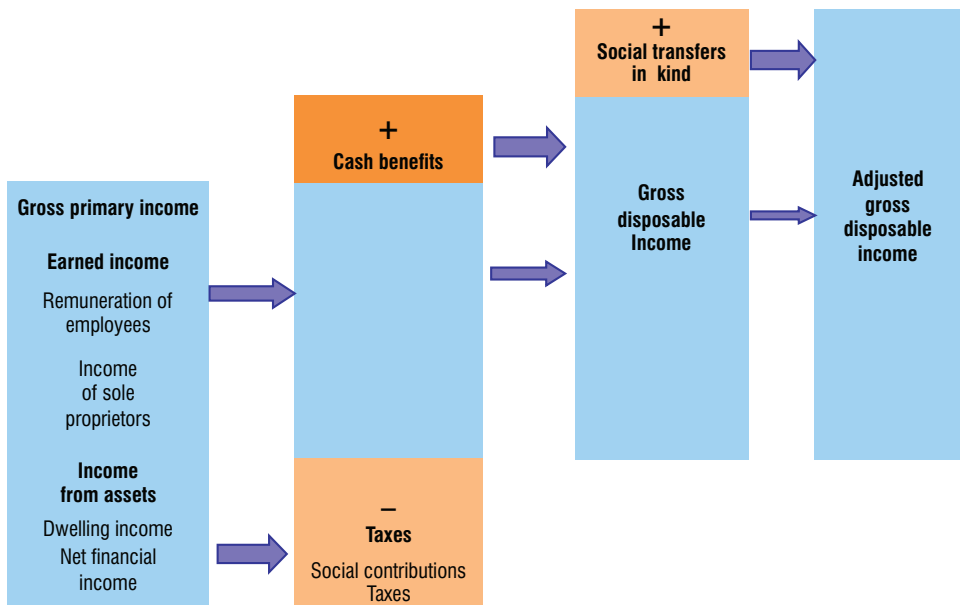 Gross primary income
Earned income
Remuneration of
employees
Income
of sole
proprietors
Income
from assets
Dwelling income
Net financial
income
+
Cash benefits
–
Taxes
Social contributions
Taxes
+
Social transfers
in kind
Gross
disposable
Income
Adjusted
gross
disposable
income